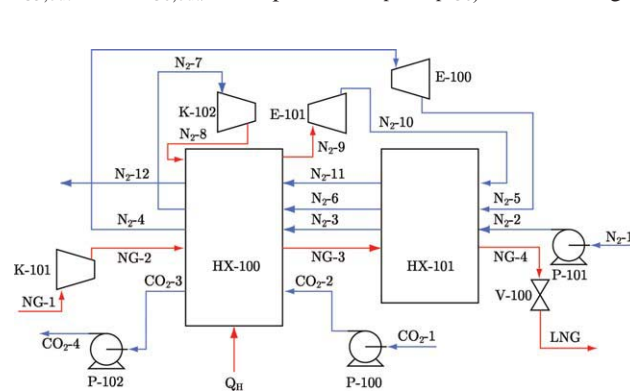 N₂-7
E-100
K-102
E-101
N₂-10
N₂-8
N₂-9
N₂-12
N₂-11
N₂-6
N₂-5
N₂-4
N₂-3
N₂-2
N₂-1
K-101
NG-2
HX-100
NG-3
HX-101
NG-4
P-101
NG-1
CO₂-3
CO₂-2
V-100
CO₂-4
CO₂-1
LNG
P-102
Q_H
P-100